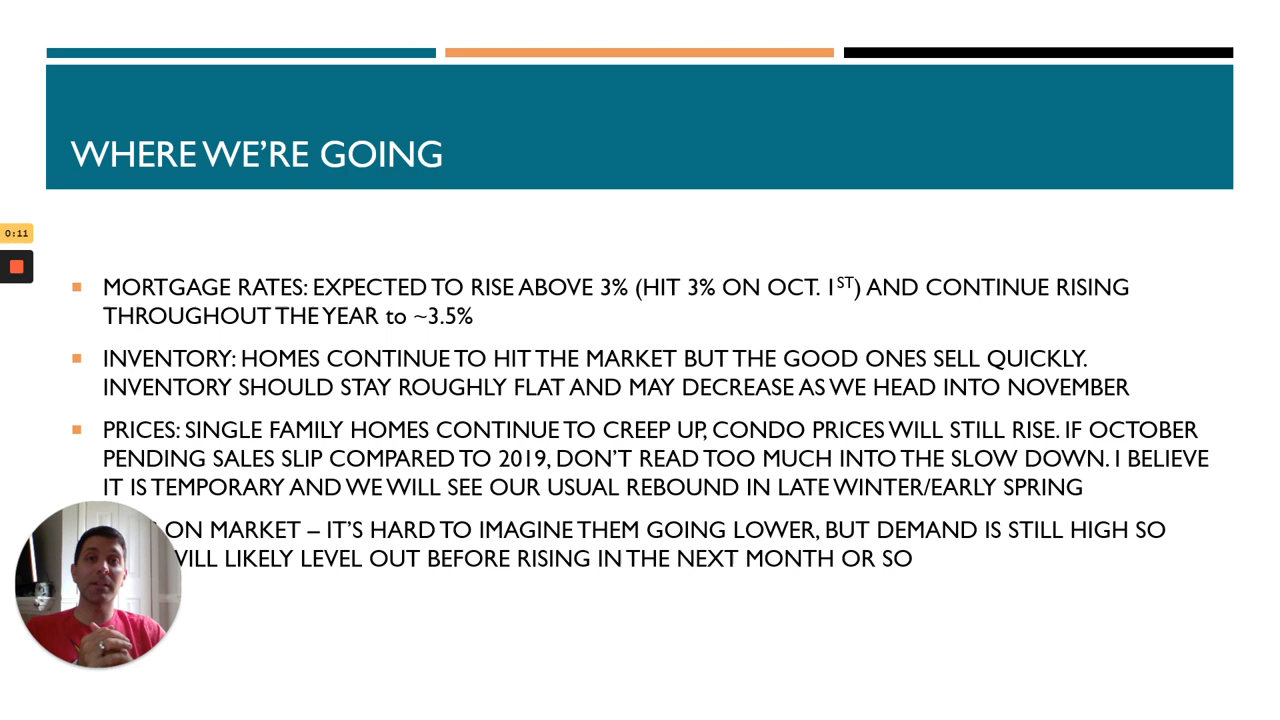 WHERE WE'RE GOING
0:11
MORTGAGE RATES: EXPECTED TO RISE ABOVE 3% (HIT 3% ON OCT. 1ST) AND CONTINUE RISING
THROUGHOUT THE YEAR to ~3.5%
INVENTORY: HOMES CONTINUE TO HIT THE MARKET BUT THE GOOD ONES SELL QUICKLY.
INVENTORY SHOULD STAY ROUGHLY FLAT AND MAY DECREASE AS WE HEAD INTO NOVEMBER
PRICES: SINGLE FAMILY HOMES CONTINUE TO CREEP UP, CONDO PRICES WILL STILL RISE. IF OCTOBER
PENDING SALES SLIP COMPARED TO 2019, DON'T READ TOO MUCH INTO THE SLOW DOWN. I BELIEVE
IT IS TEMPORARY AND WE WILL SEE OUR USUAL REBOUND IN LATE WINTER/EARLY SPRING
ON MARKET – IT'S HARD TO IMAGINE THEM GOING LOWER, BUT DEMAND IS STILL HIGH SO
WILL LIKELY LEVEL OUT BEFORE RISING IN THE NEXT MONTH OR SO